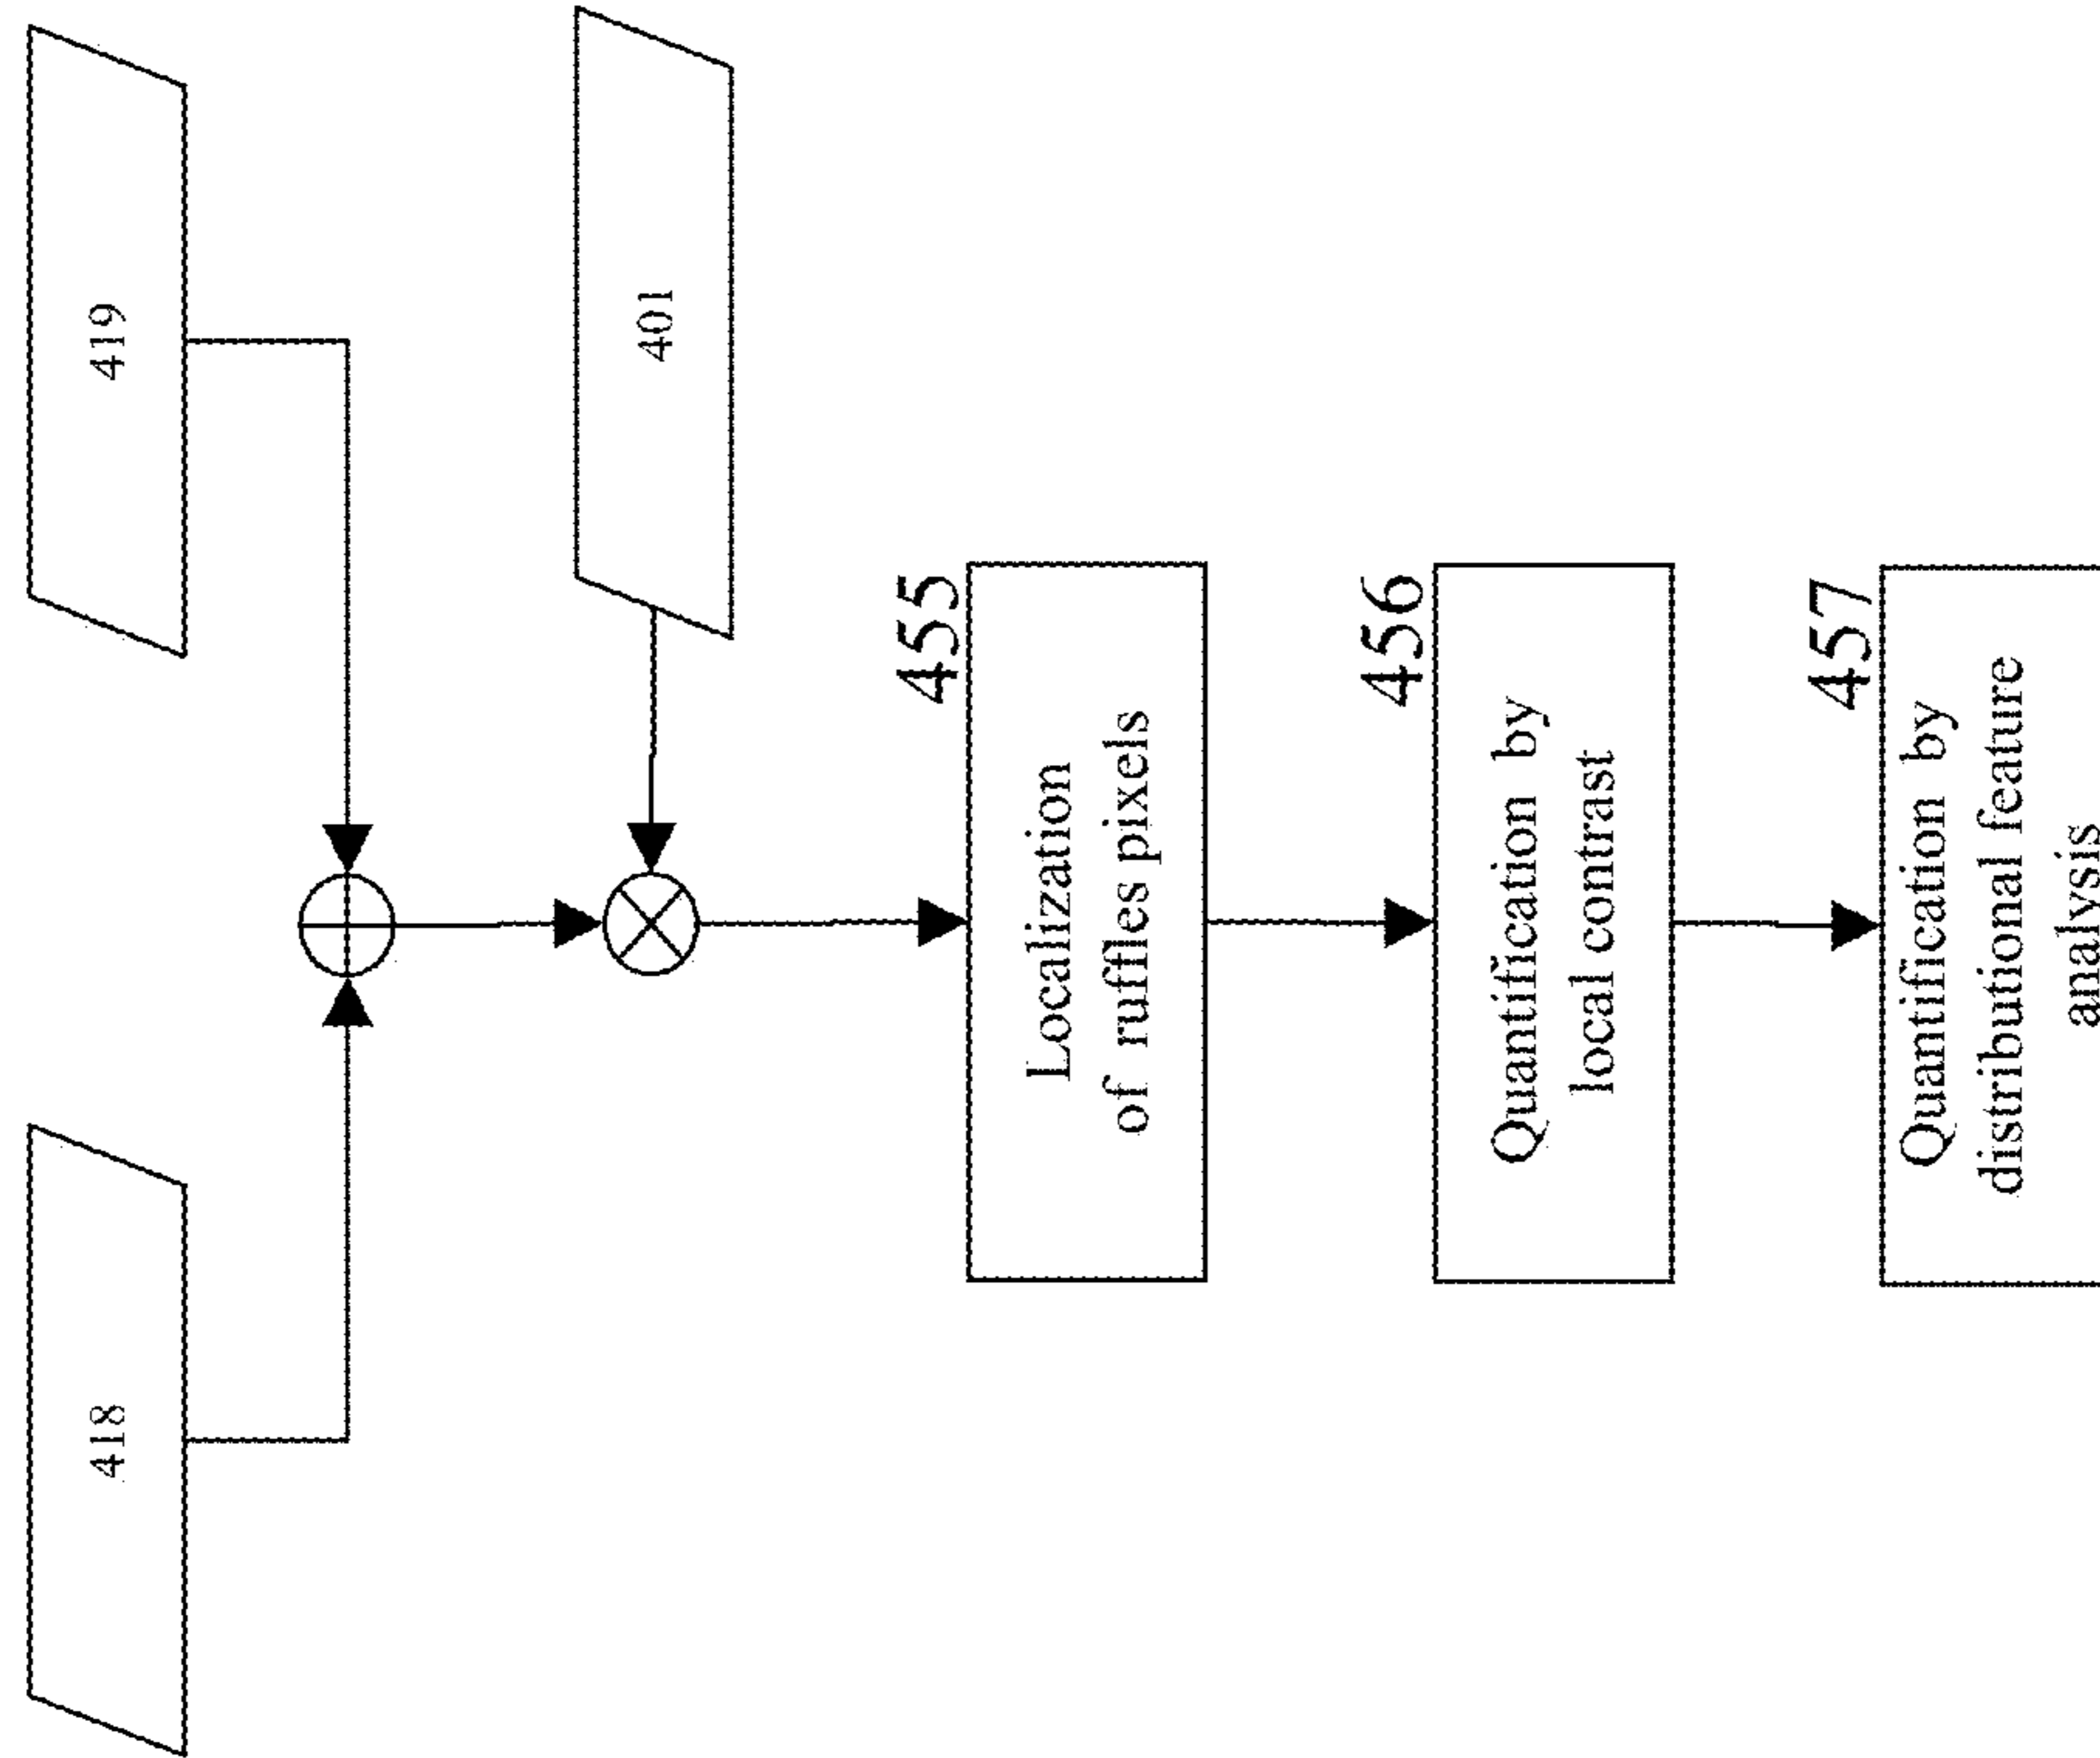 418
419
401
455
Localization
of ruffles pixels
456
Quantification by
local contrast
457
Quantification by
distributional feature
analysis